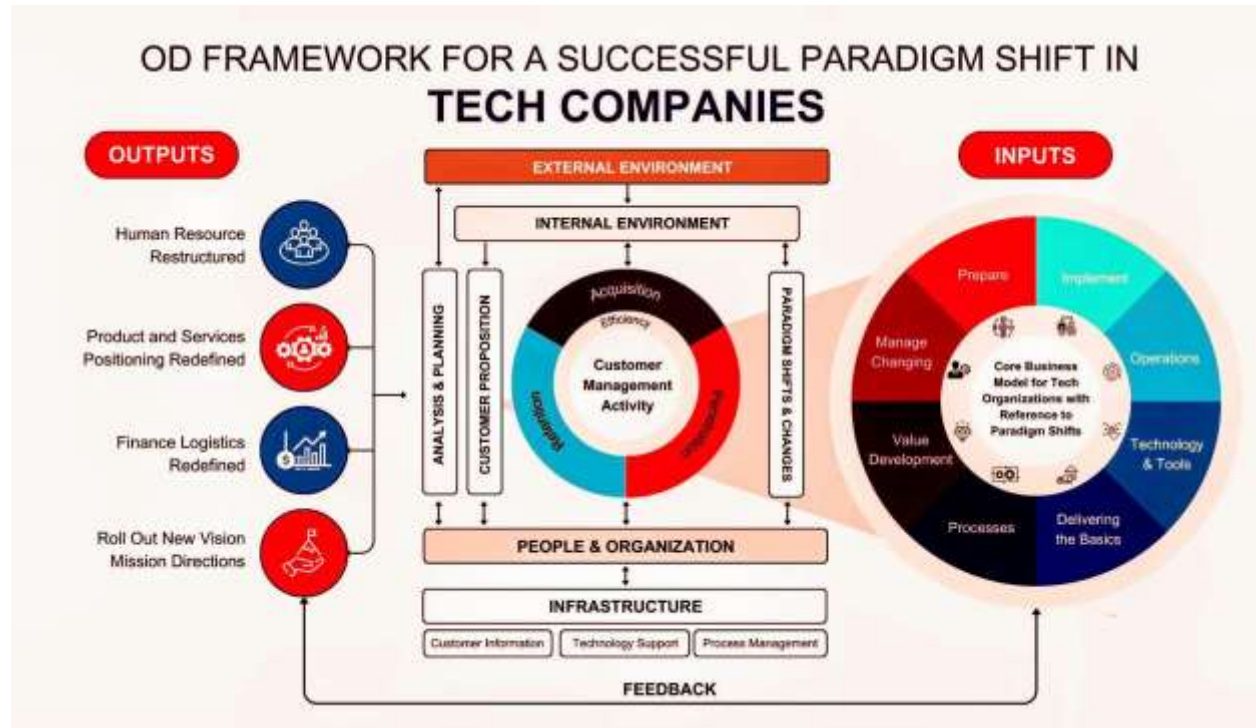 OD FRAMEWORK FOR A SUCCESSFUL PARADIGM SHIFT IN
TECH COMPANIES
OUTPUTS
Human Resource
Restructured
Product and Services
Positioning Redefined
Finance Logistics
Redefined
Roll Out New Vision
Mission Directions
EXTERNAL ENVIRONMENT
INTERNAL ENVIRONMENT
ANALYSIS & PLANNING
CUSTOMER PROPOSITION
Acquisition
Efficiency
Customer
Management
Activity
Retention
PARADIGM SHIFTS & CHANGES
PEOPLE & ORGANIZATION
INFRASTRUCTURE
Customer Information
Technology Support
Process Management
INPUTS
Prepare
Implement
Manage
Changing
Operations
Core Business
Model for Tech
Organizations with
Reference to
Paradigm Shifts
Value
Development
Technology
& Tools
Processes
Delivering
the Basics
FEEDBACK